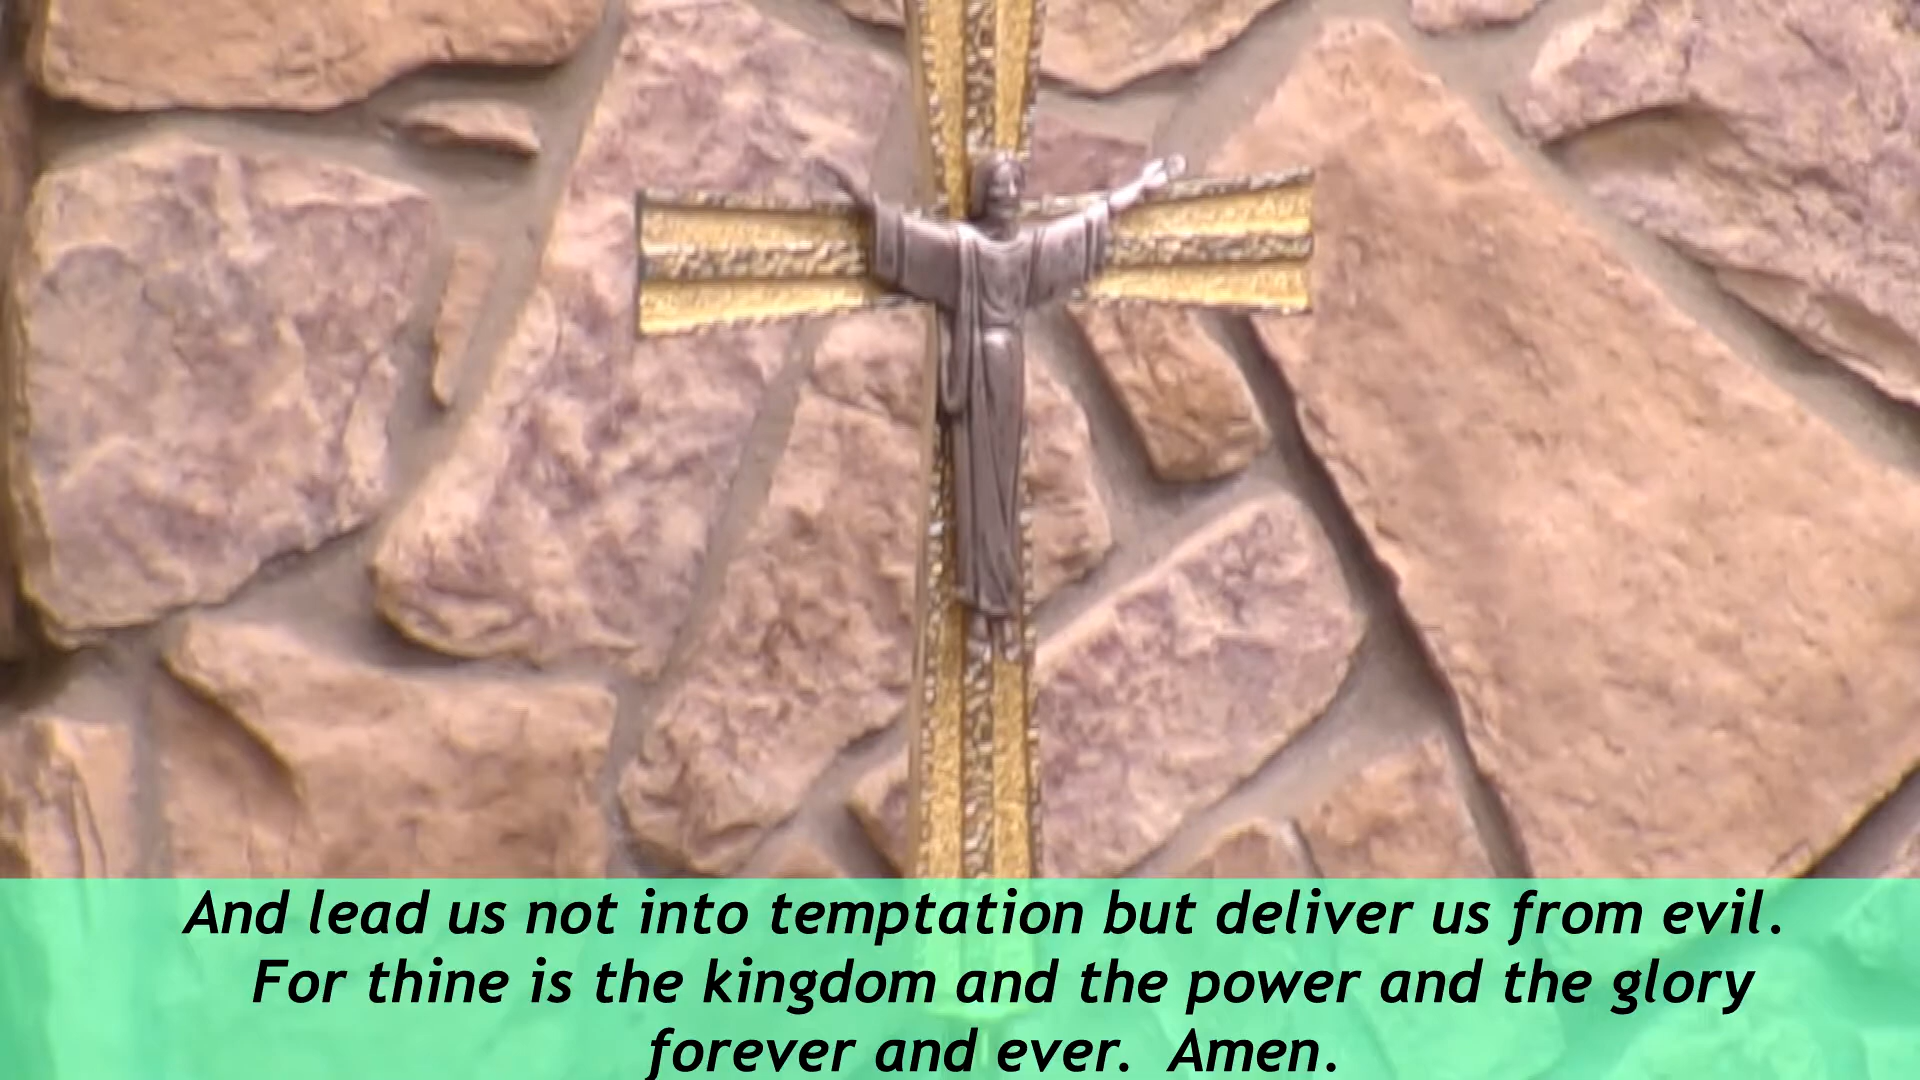 And lead us not into temptation but deliver us from evil.
For thine is the kingdom and the power and the glory
forever and ever.  Amen.